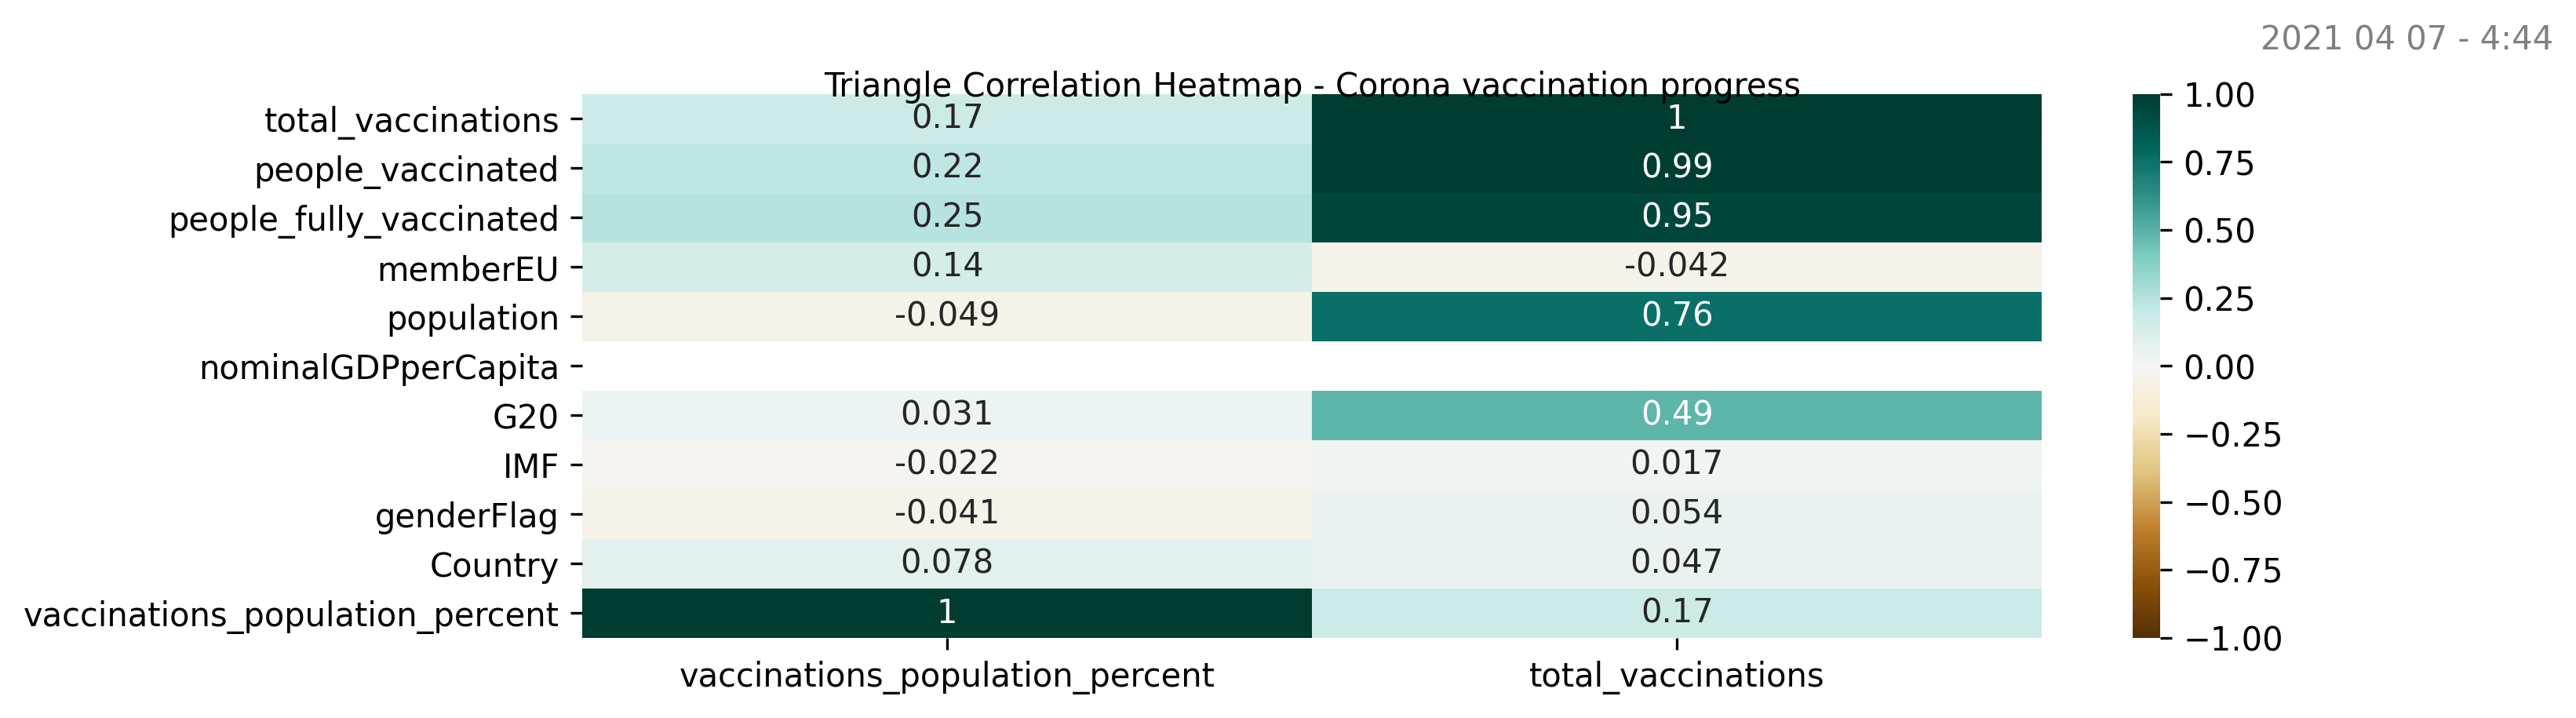 2021 04 07 - 4:44
Triangle Correlation Heatmap - Corona vaccination progress
total_vaccinations 0.17 1 1.00
people_vaccinated 0.22 0.99 0.75
people_fully_vaccinated 0.25 0.95 0.50
memberEU 0.14 -0.042 0.25
population -0.049 0.76
nominalGDPperCapita 0.00
G20 0.031 0.49 −0.25
IMF -0.022 0.017
genderFlag -0.041 0.054 −0.50
Country 0.078 0.047 −0.75
vaccinations_population_percent 1 0.17 −1.00
vaccinations_population_percent total_vaccinations